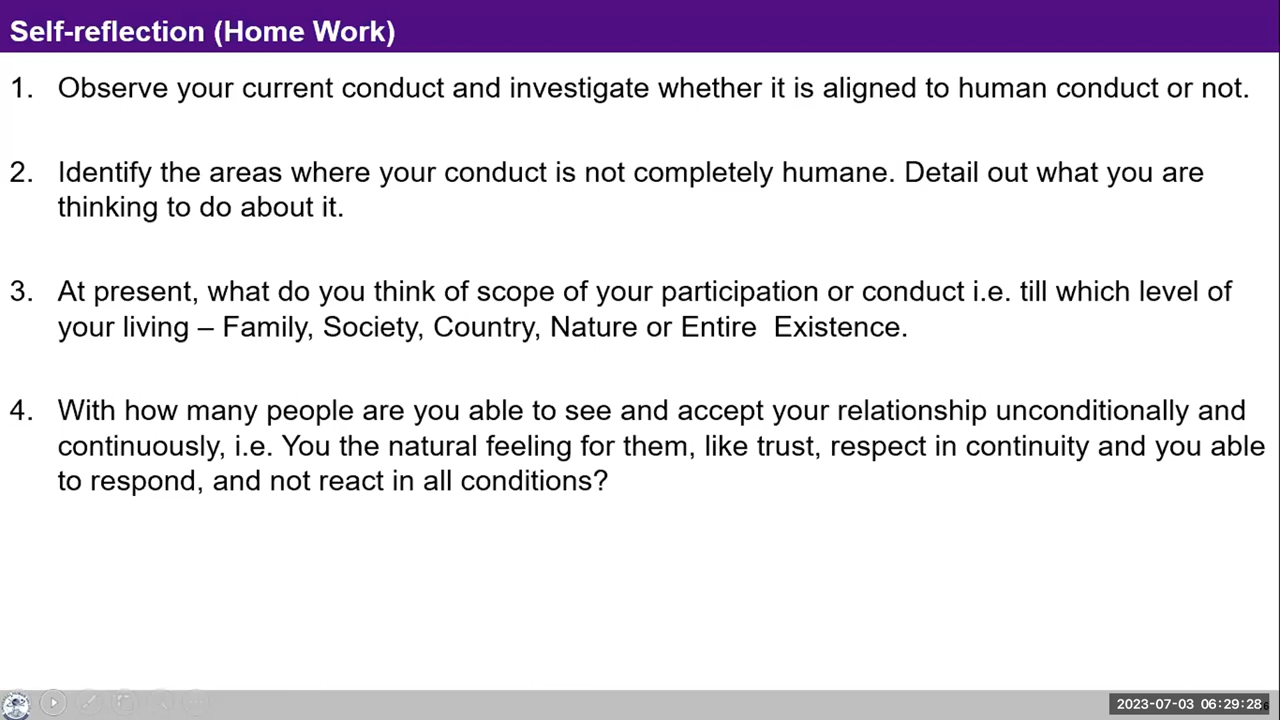 Self-reflection (Home Work)
1. Observe your current conduct and investigate whether it is aligned to human conduct or not.
2. Identify the areas where your conduct is not completely humane. Detail out what you are
thinking to do about it.
3. At present, what do you think of scope of your participation or conduct i.e. till which level of
your living – Family, Society, Country, Nature or Entire  Existence.
4. With how many people are you able to see and accept your relationship unconditionally and
continuously, i.e. You the natural feeling for them, like trust, respect in continuity and you able
to respond, and not react in all conditions?
2023-07-03 06:29:28